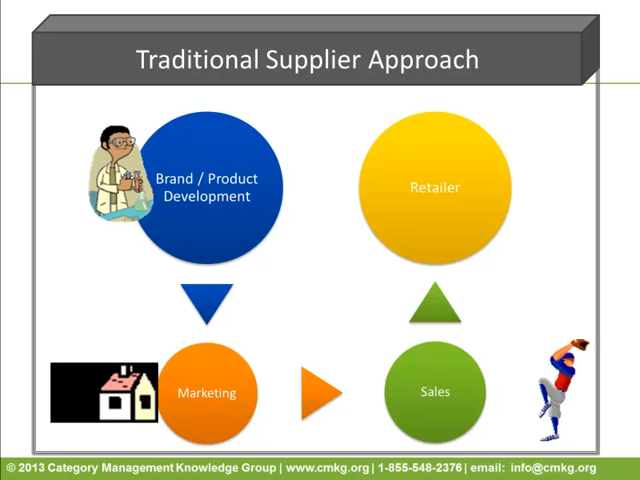 Traditional Supplier Approach
Brand / Product
Development
Retailer
Marketing
Sales
© 2013 Category Management Knowledge Group | www.cmkg.org | 1-855-548-2376 | email: info@cmkg.org